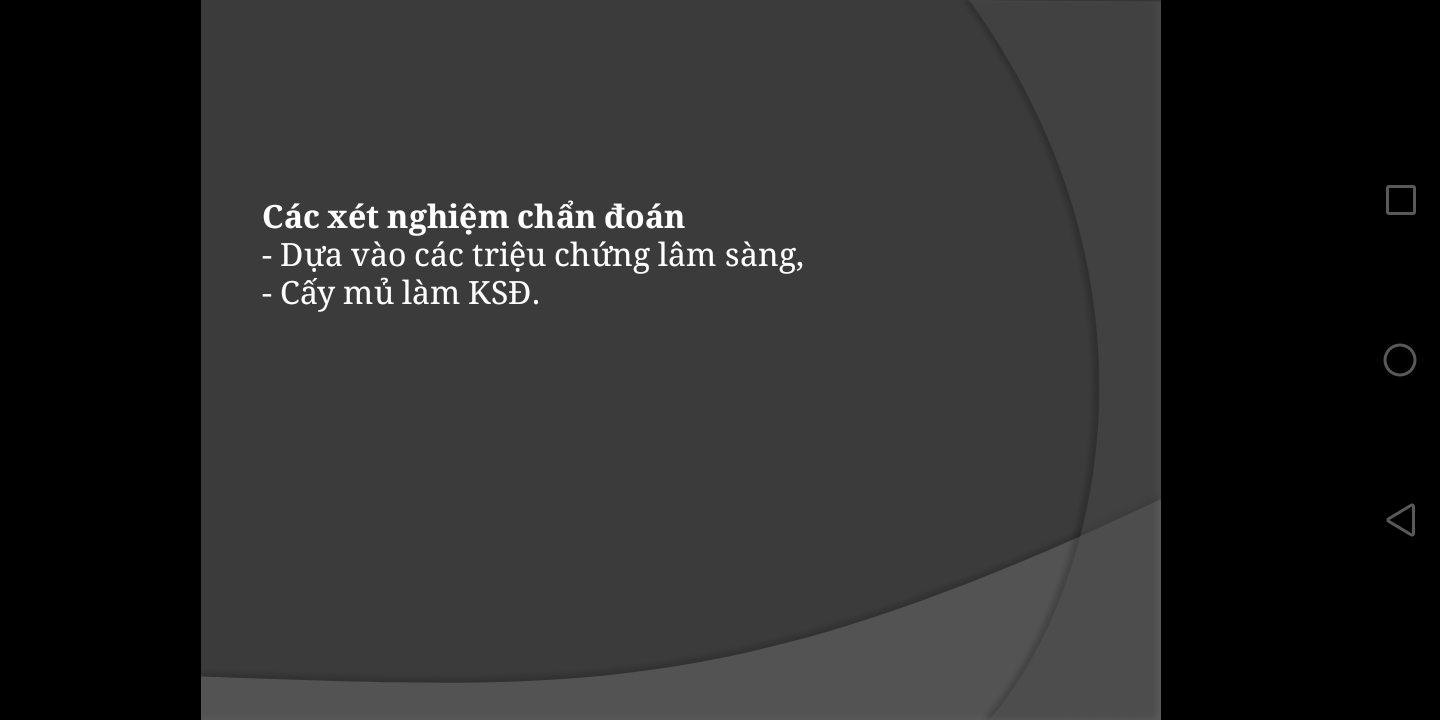 Các xét nghiệm chẩn đoán
- Dựa vào các triệu chứng lâm sàng,
- Cấy mủ làm KSĐ.